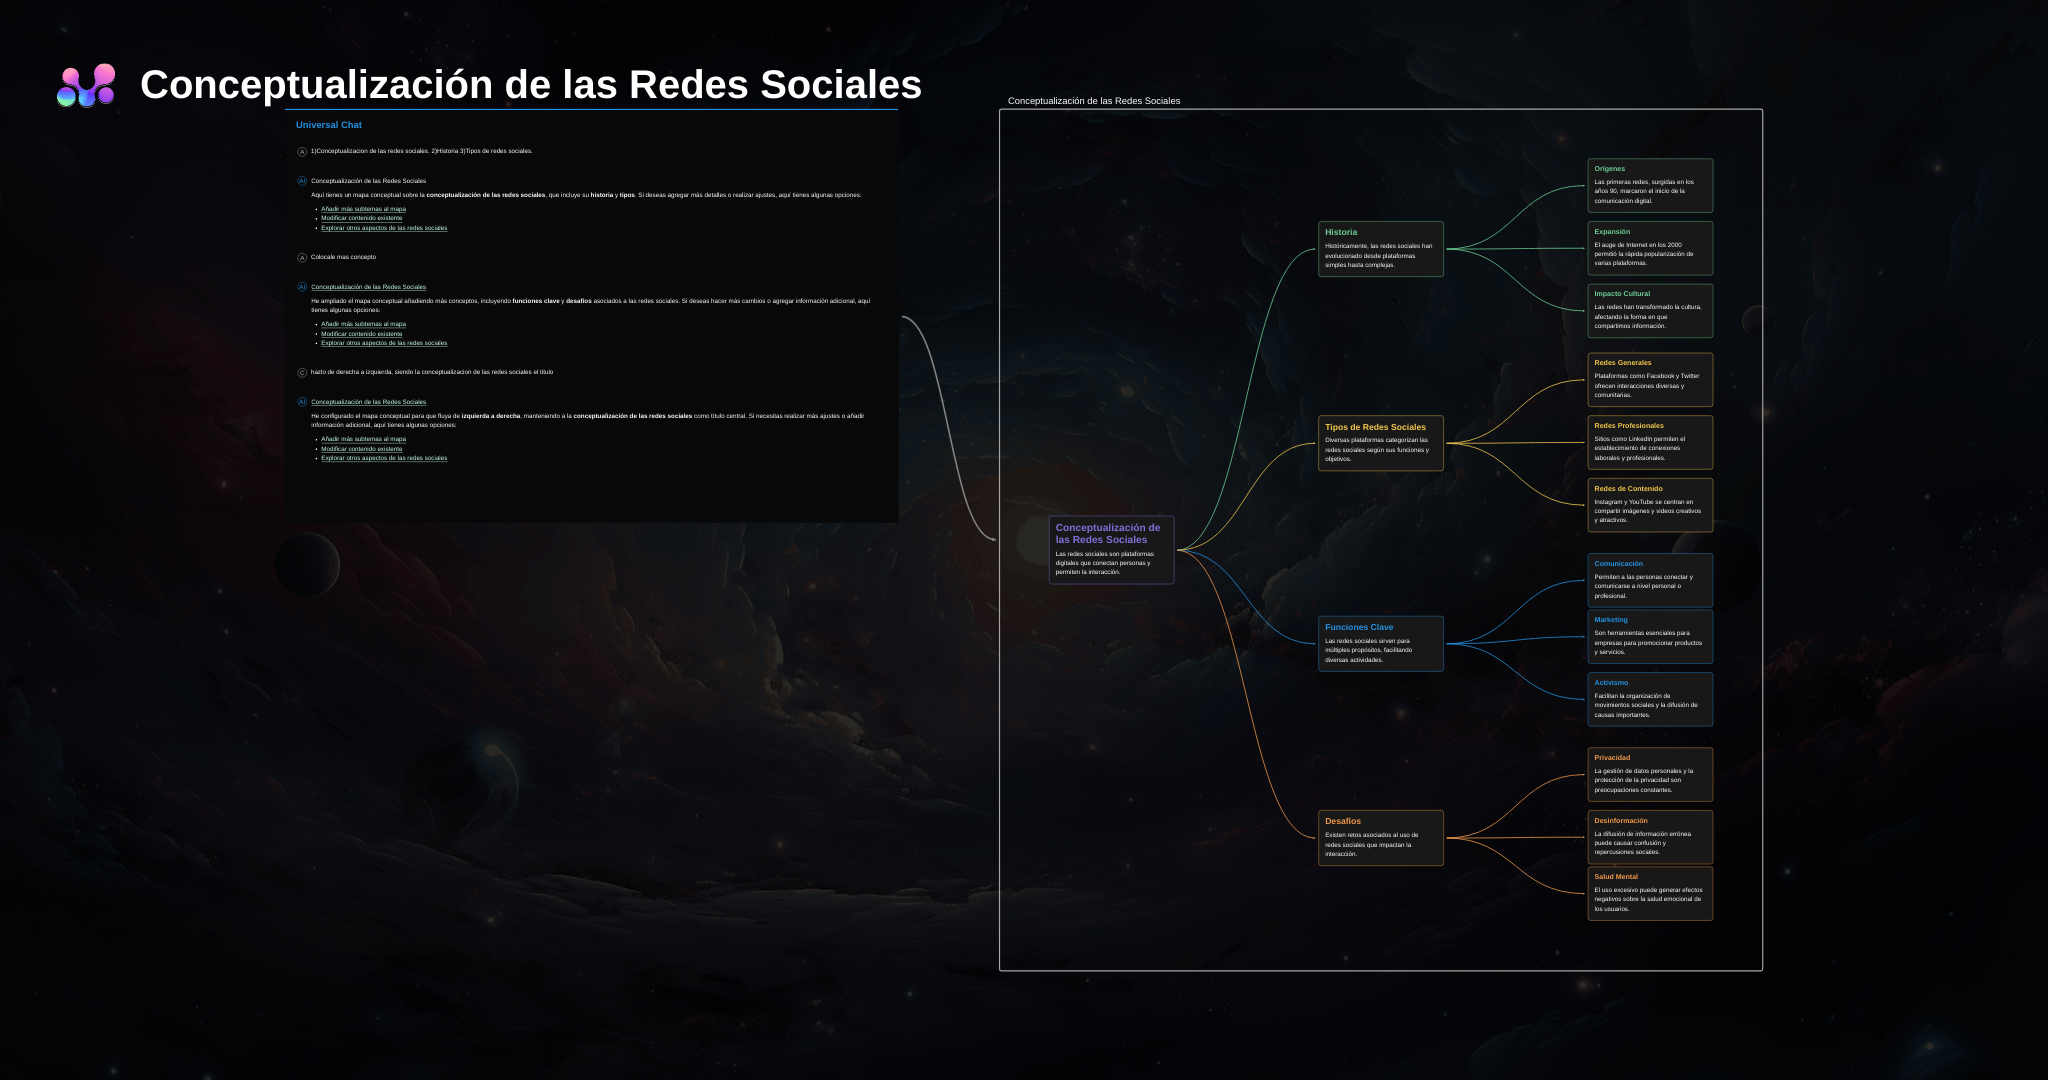 Conceptualización de las Redes Sociales
Universal Chat
A 1)Conceptualizacion de las redes sociales. 2)Historia 3)Tipos de redes sociales.
AI Conceptualización de las Redes Sociales
Aquí tienes un mapa conceptual sobre la conceptualización de las redes sociales, que incluye su historia y tipos. Si deseas agregar más detalles o realizar ajustes, aquí tienes algunas opciones:
• Añadir más subtemas al mapa
• Modificar contenido existente
• Explorar otros aspectos de las redes sociales
A Colocale mas concepto
AI Conceptualización de las Redes Sociales
He ampliado el mapa conceptual añadiendo más conceptos, incluyendo funciones clave y desafíos asociados a las redes sociales. Si deseas hacer más cambios o agregar información adicional, aquí
tienes algunas opciones:
• Añadir más subtemas al mapa
• Modificar contenido existente
• Explorar otros aspectos de las redes sociales
C hazlo de derecha a izquierda, siendo la conceptualizacion de las redes sociales el titulo
AI Conceptualización de las Redes Sociales
He configurado el mapa conceptual para que fluya de izquierda a derecha, manteniendo a la conceptualización de las redes sociales como título central. Si necesitas realizar más ajustes o añadir
información adicional, aquí tienes algunas opciones:
• Añadir más subtemas al mapa
• Modificar contenido existente
• Explorar otros aspectos de las redes sociales
Conceptualización de las Redes Sociales
Conceptualización de
las Redes Sociales
Las redes sociales son plataformas
digitales que conectan personas y
permiten la interacción.
Historia
Históricamente, las redes sociales han
evolucionado desde plataformas
simples hasta complejas.
Orígenes
Las primeras redes, surgidas en los
años 90, marcaron el inicio de la
comunicación digital.
Expansión
El auge de Internet en los 2000
permitió la rápida popularización de
varias plataformas.
Impacto Cultural
Las redes han transformado la cultura,
afectando la forma en que
compartimos información.
Tipos de Redes Sociales
Diversas plataformas categorizan las
redes sociales según sus funciones y
objetivos.
Redes Generales
Plataformas como Facebook y Twitter
ofrecen interacciones diversas y
comunitarias.
Redes Profesionales
Sitios como LinkedIn permiten el
establecimiento de conexiones
laborales y profesionales.
Redes de Contenido
Instagram y YouTube se centran en
compartir imágenes y videos creativos
y atractivos.
Funciones Clave
Las redes sociales sirven para
múltiples propósitos, facilitando
diversas actividades.
Comunicación
Permiten a las personas conectar y
comunicarse a nivel personal o
profesional.
Marketing
Son herramientas esenciales para
empresas para promocionar productos
y servicios.
Activismo
Facilitan la organización de
movimientos sociales y la difusión de
causas importantes.
Desafíos
Existen retos asociados al uso de
redes sociales que impactan la
interacción.
Privacidad
La gestión de datos personales y la
protección de la privacidad son
preocupaciones constantes.
Desinformación
La difusión de información errónea
puede causar confusión y
repercusiones sociales.
Salud Mental
El uso excesivo puede generar efectos
negativos sobre la salud emocional de
los usuarios.